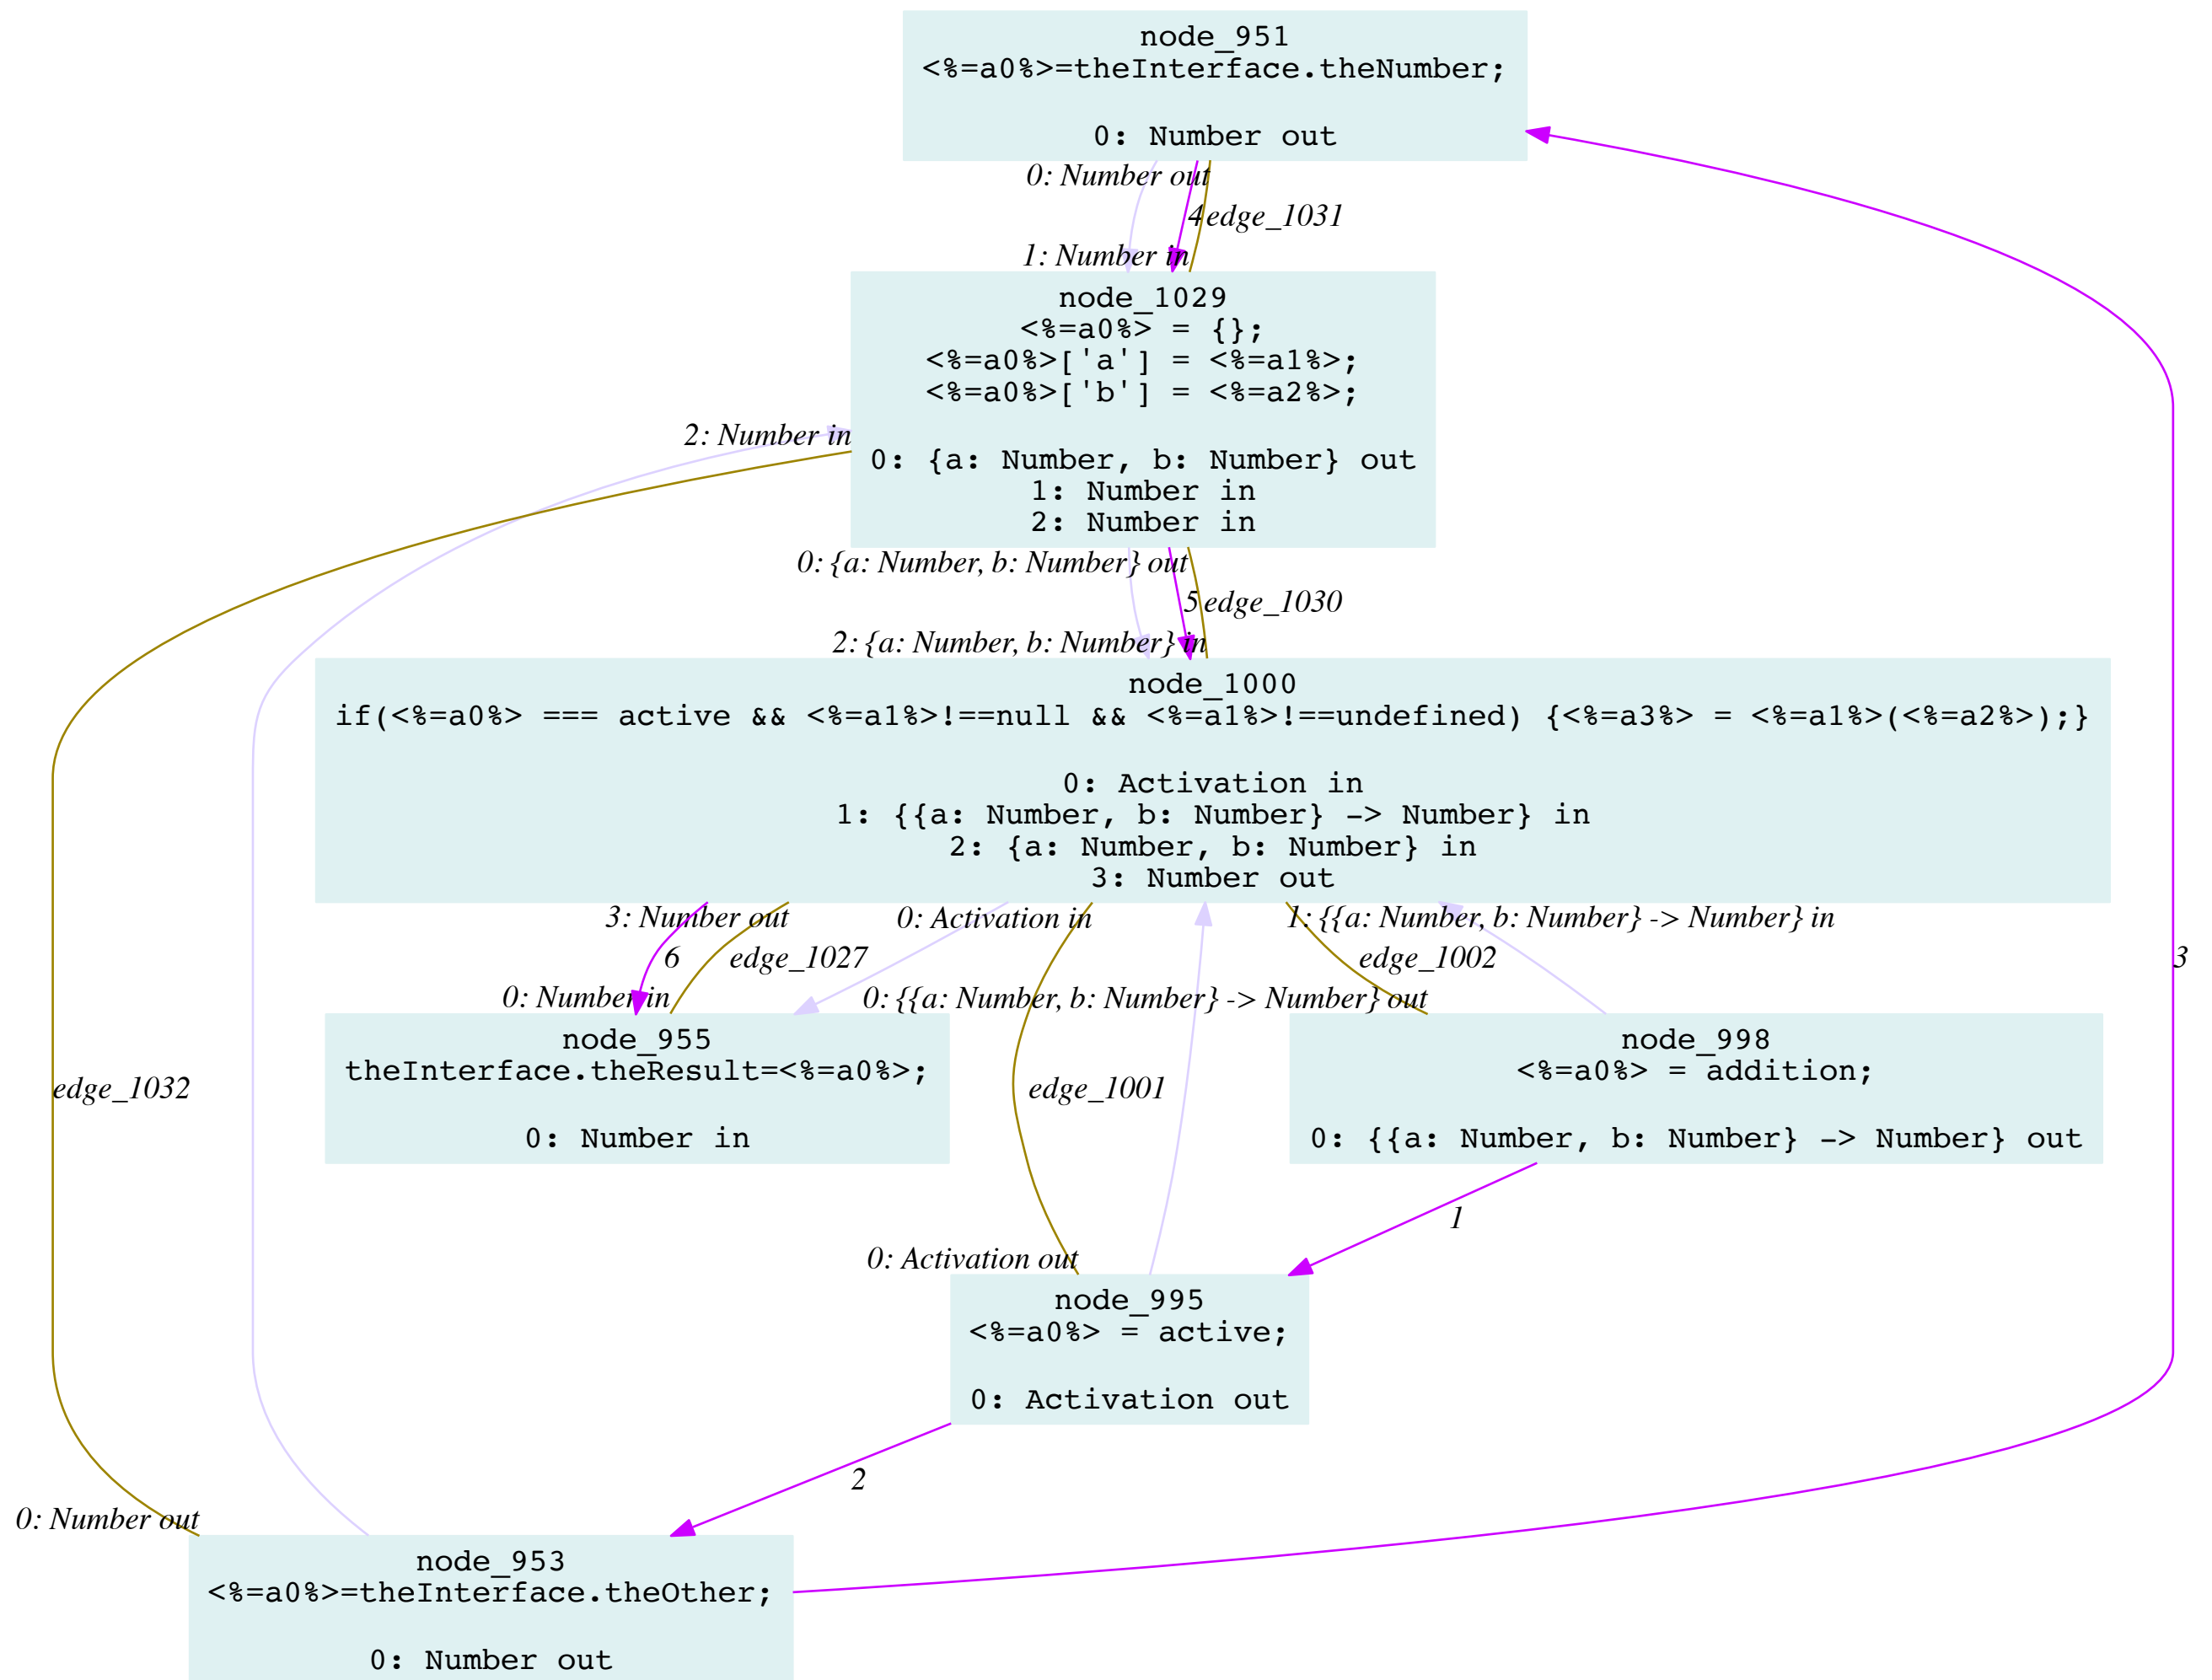 node_951
<%=a0%>=theInterface.theNumber;
0: Number out
0: Number out
4
edge_1031
1: Number in
node_1029
<%=a0%> = {};
<%=a0%>['a'] = <%=a1%>;
<%=a0%>['b'] = <%=a2%>;
2: Number in
0: {a: Number, b: Number} out
1: Number in
2: Number in
0: {a: Number, b: Number} out
5
edge_1030
2: {a: Number, b: Number} in
node_1000
if(<%=a0%> === active && <%=a1%>!==null && <%=a1%>!==undefined) {<%=a3%> = <%=a1%>(<%=a2%>);}
0: Activation in
1: {{a: Number, b: Number} -> Number} in
2: {a: Number, b: Number} in
3: Number out
3: Number out
0: Activation in
1: {{a: Number, b: Number} -> Number} in
6
edge_1027
edge_1002
3
0: Number in
0: {{a: Number, b: Number} -> Number} out
node_955
theInterface.theResult=<%=a0%>;
0: Number in
node_998
<%=a0%> = addition;
0: {{a: Number, b: Number} -> Number} out
edge_1032
edge_1001
1
0: Activation out
node_995
<%=a0%> = active;
0: Activation out
2
0: Number out
node_953
<%=a0%>=theInterface.theOther;
0: Number out